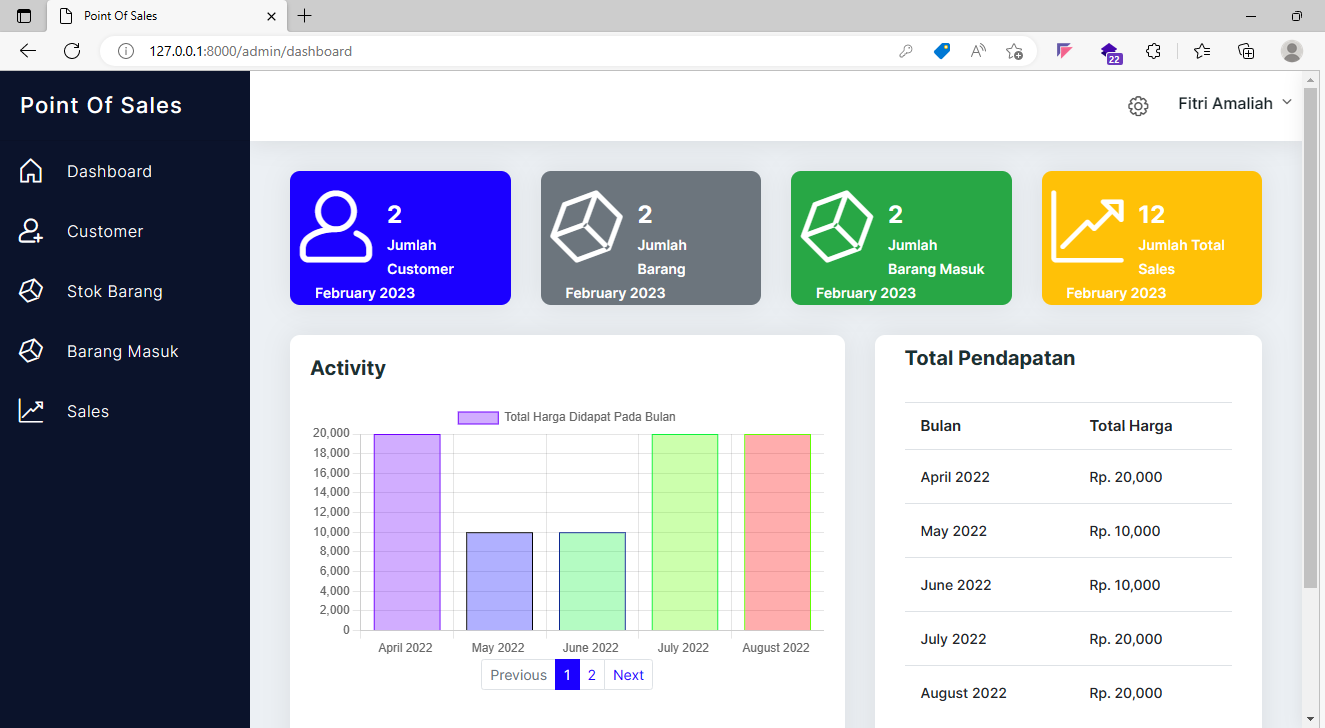 Point Of Sales
127.0.0.1:8000/admin/dashboard
22
Point Of Sales
Fitri Amaliah
Dashboard
Customer
Stok Barang
Barang Masuk
Sales
2
Jumlah
Customer
February 2023
2
Jumlah
Barang
February 2023
2
Jumlah
Barang Masuk
February 2023
12
Jumlah Total
Sales
February 2023
Activity
Total Harga Didapat Pada Bulan
20,000
18,000
16,000
14,000
12,000
10,000
8,000
6,000
4,000
2,000
0
April 2022 May 2022 June 2022 July 2022 August 2022
Previous 1 2 Next
Total Pendapatan
Bulan Total Harga
April 2022 Rp. 20,000
May 2022 Rp. 10,000
June 2022 Rp. 10,000
July 2022 Rp. 20,000
August 2022 Rp. 20,000